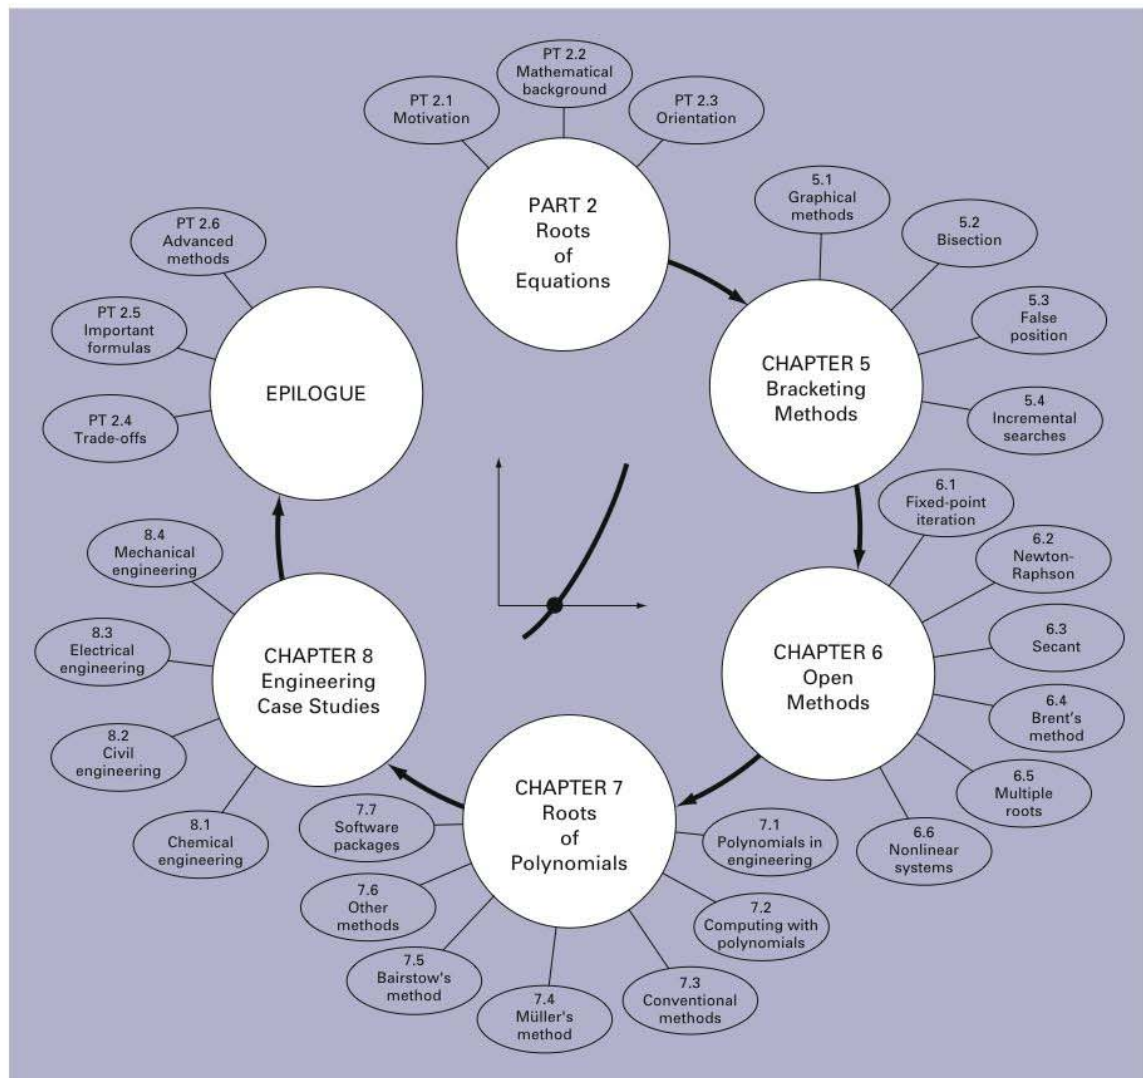 PT 2.1
Motivation
PT 2.2
Mathematical
background
PT 2.3
Orientation
PART 2
Roots
of
Equations
5.1
Graphical
methods
5.2
Bisection
5.3
False
position
5.4
Incremental
searches
CHAPTER 5
Bracketing
Methods
6.1
Fixed-point
iteration
6.2
Newton-
Raphson
6.3
Secant
6.4
Brent's
method
6.5
Multiple
roots
6.6
Nonlinear
systems
CHAPTER 6
Open
Methods
7.1
Polynomials in
engineering
7.2
Computing with
polynomials
7.3
Conventional
methods
7.4
Müller's
method
7.5
Bairstow's
method
7.6
Other
methods
7.7
Software
packages
CHAPTER 7
Roots
of
Polynomials
8.1
Chemical
engineering
8.2
Civil
engineering
8.3
Electrical
engineering
8.4
Mechanical
engineering
CHAPTER 8
Engineering
Case Studies
PT 2.4
Trade-offs
PT 2.5
Important
formulas
PT 2.6
Advanced
methods
EPILOGUE